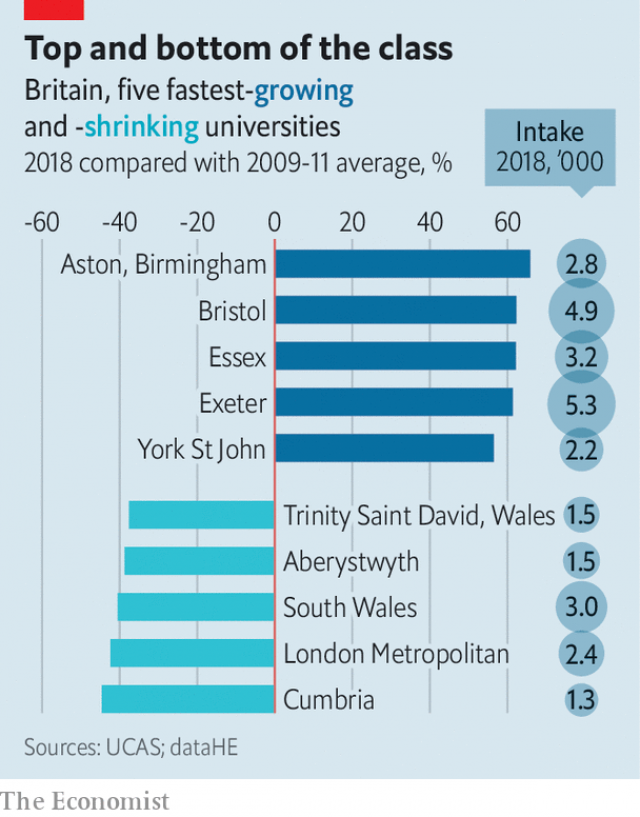 Top and bottom of the class
Britain, five fastest-growing
and -shrinking universities
2018 compared with 2009-11 average, %
Intake
2018, ’000
-60 -40 -20 0 20 40 60
Aston, Birmingham 2.8
Bristol 4.9
Essex 3.2
Exeter 5.3
York St John 2.2
Trinity Saint David, Wales 1.5
Aberystwyth 1.5
South Wales 3.0
London Metropolitan 2.4
Cumbria 1.3
Sources: UCAS; dataHE
The Economist